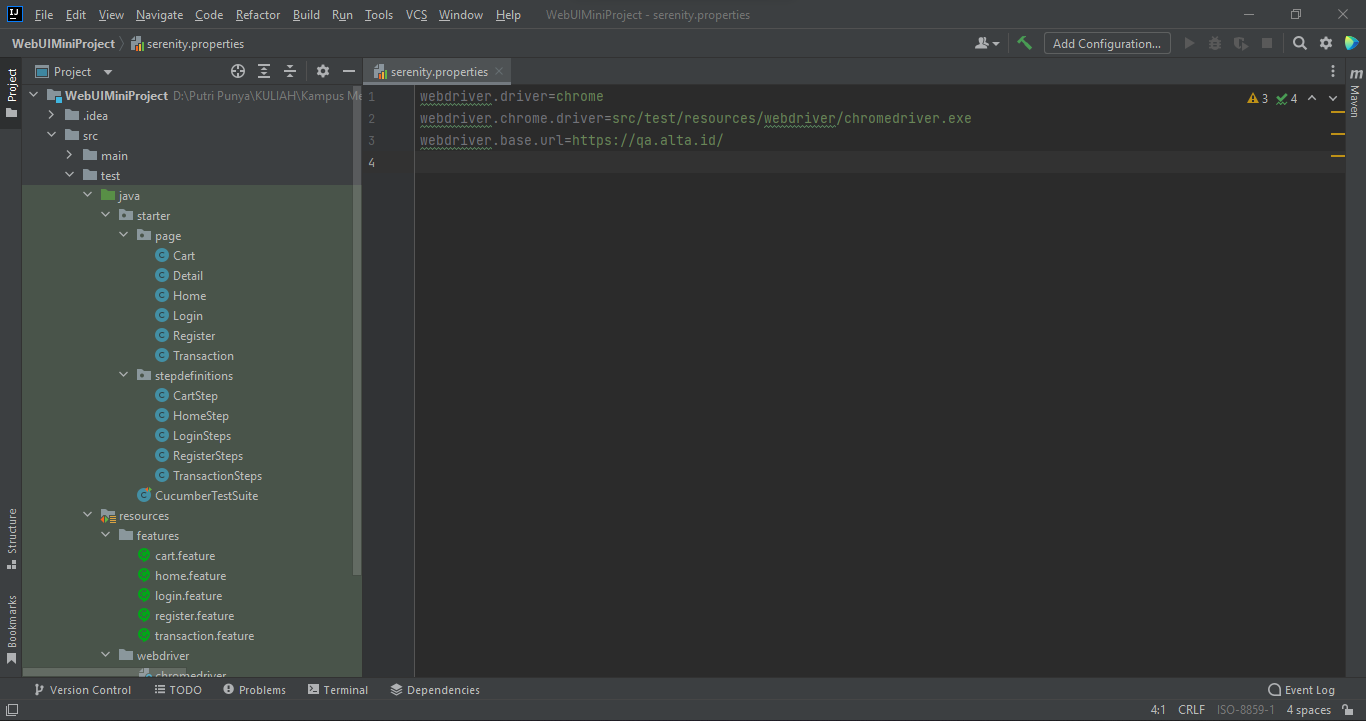 IJ File Edit View Navigate Code Refactor Build Run Tools VCS Window Help WebUIMiniProject - serenity.properties
WebUIMiniProject serenity.properties Add Configuration...
Project
serenity.properties
WebUIMiniProject D:\Putri Punya\KULIAH\Kampus Me
.idea
src
main
test
java
starter
page
Cart
Detail
Home
Login
Register
Transaction
stepdefinitions
CartStep
HomeStep
LoginSteps
RegisterSteps
TransactionSteps
CucumberTestSuite
resources
features
cart.feature
home.feature
login.feature
register.feature
transaction.feature
webdriver
chromedriver
1 webdriver.driver=chrome
2 webdriver.chrome.driver=src/test/resources/webdriver/chromedriver.exe
3 webdriver.base.url=https://qa.alta.id/
4
3 4
Project
Structure
Bookmarks
m Maven
Version Control TODO Problems Terminal Dependencies Event Log
4:1 CRLF ISO-8859-1 4 spaces